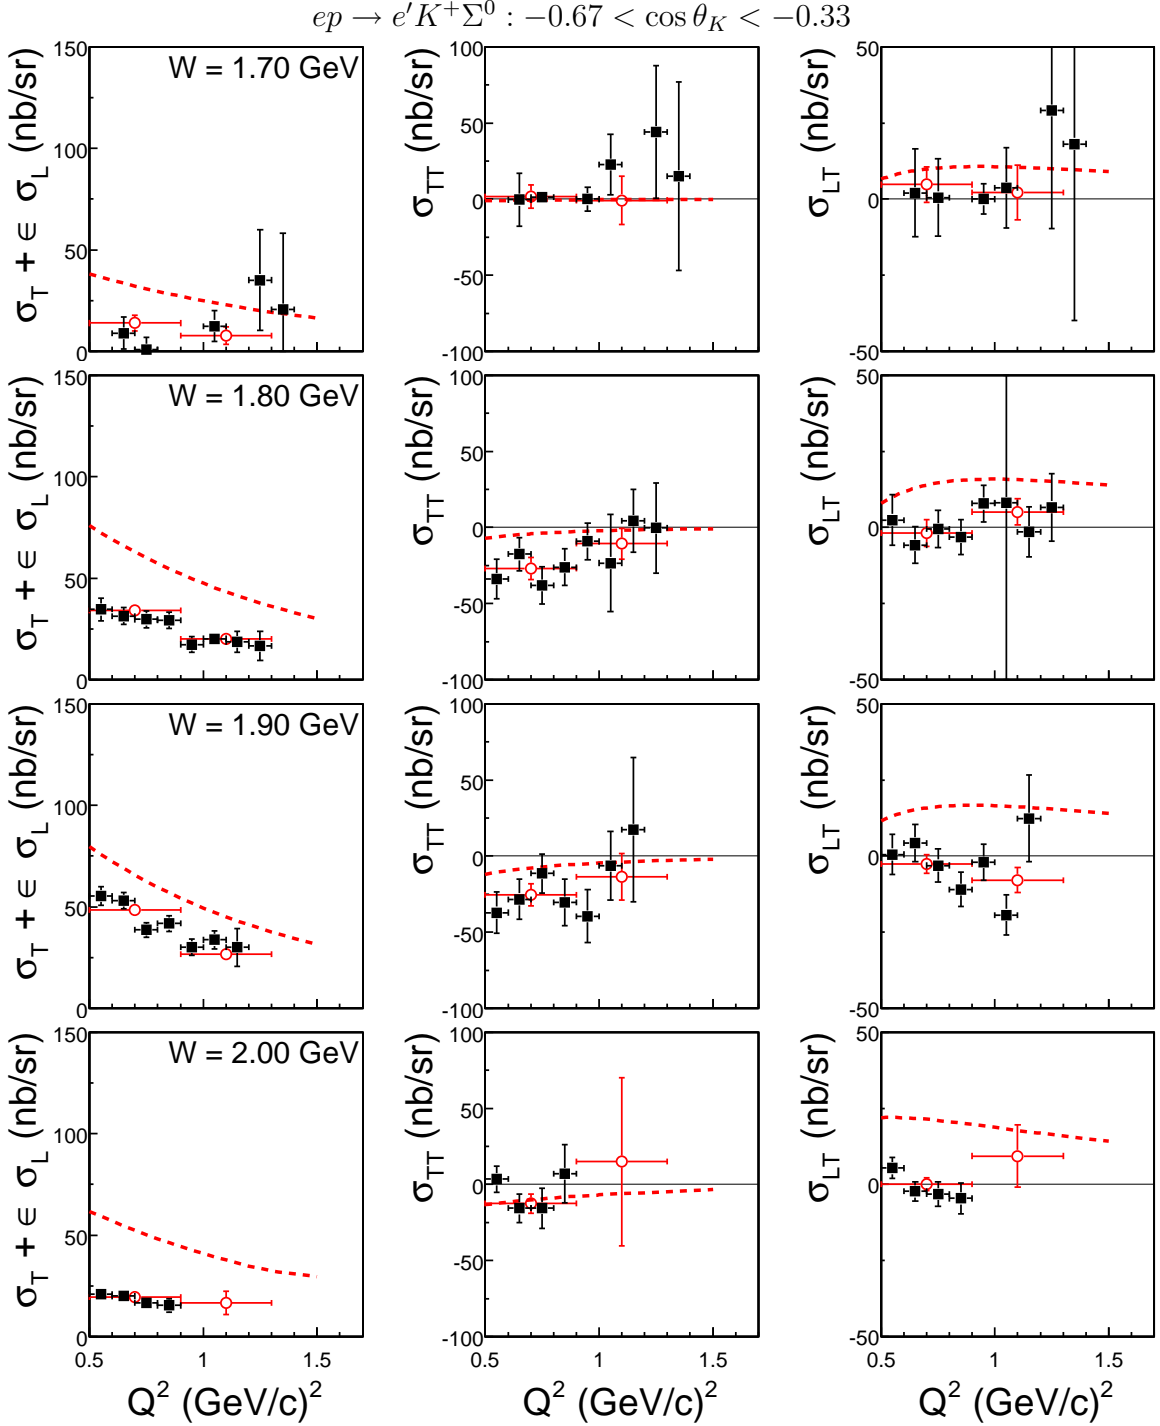 ep → e′K⁺Σ⁰ : −0.67 < cos θ_K < −0.33
σ_T + ϵ σ_L (nb/sr)
150
100
50
0
W = 1.70 GeV
σ_TT (nb/sr)
100
50
0
-50
-100
σ_LT (nb/sr)
50
0
-50
σ_T + ϵ σ_L (nb/sr)
150
100
50
0
W = 1.80 GeV
σ_TT (nb/sr)
100
50
0
-50
-100
σ_LT (nb/sr)
50
0
-50
σ_T + ϵ σ_L (nb/sr)
150
100
50
0
W = 1.90 GeV
σ_TT (nb/sr)
100
50
0
-50
-100
σ_LT (nb/sr)
50
0
-50
σ_T + ϵ σ_L (nb/sr)
150
100
50
0
W = 2.00 GeV
σ_TT (nb/sr)
100
50
0
-50
-100
σ_LT (nb/sr)
50
0
-50
0.5 1 1.5
0.5 1 1.5
0.5 1 1.5
Q² (GeV/c)²
Q² (GeV/c)²
Q² (GeV/c)²